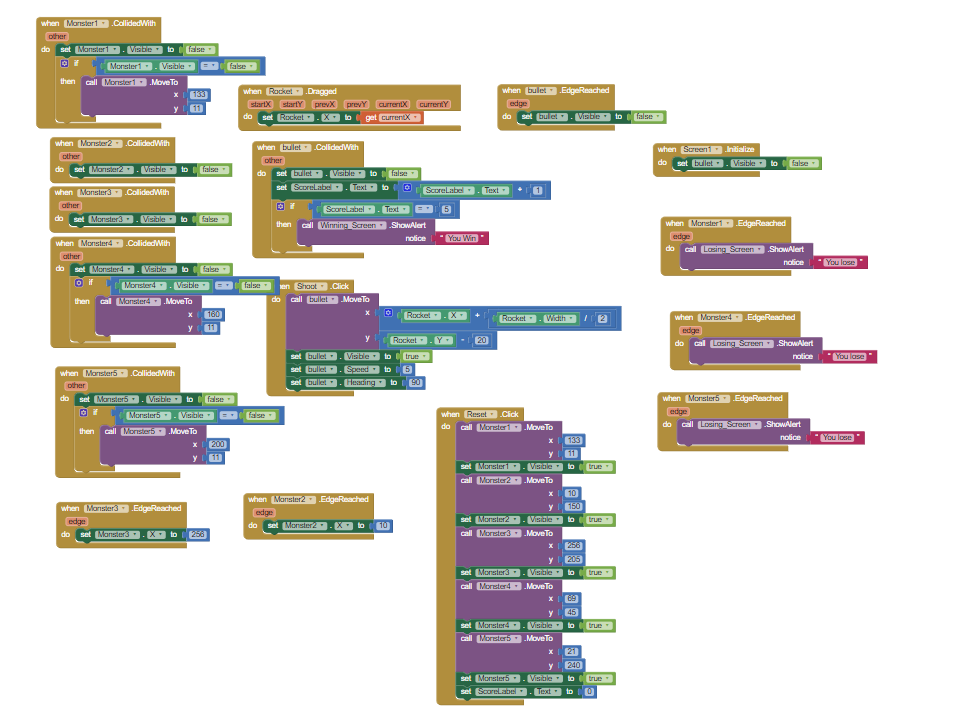 when Monster1 .CollidedWith
other
do set Monster1 . Visible to false
if Monster1 . Visible = false
then call Monster1 .MoveTo
x 133
y 11
when Monster2 .CollidedWith
other
do set Monster2 . Visible to false
when Monster3 .CollidedWith
other
do set Monster3 . Visible to false
when Monster4 .CollidedWith
other
do set Monster4 . Visible to false
if Monster4 . Visible = false
then call Monster4 .MoveTo
x 160
y 11
when Monster5 .CollidedWith
other
do set Monster5 . Visible to false
if Monster5 . Visible = false
then call Monster5 .MoveTo
x 200
y 11
when Monster3 .EdgeReached
edge
do set Monster3 . X to 256
when Rocket .Dragged
startX startY prevX prevY currentX currentY
do set Rocket . X to get currentX
when bullet .CollidedWith
other
do set bullet . Visible to false
set ScoreLabel . Text to ScoreLabel . Text + 1
if ScoreLabel . Text = 5
then call Winning_Screen .ShowAlert
notice " You Win "
en Shoot .Click
do call bullet .MoveTo
x Rocket . X + Rocket . Width / 2
y Rocket . Y - 20
set bullet . Visible to true
set bullet . Speed to 5
set bullet . Heading to 90
when Monster2 .EdgeReached
edge
do set Monster2 . X to 10
when bullet .EdgeReached
edge
do set bullet . Visible to false
when Reset .Click
do call Monster1 .MoveTo
x 133
y 11
set Monster1 . Visible to true
call Monster2 .MoveTo
x 10
y 150
set Monster2 . Visible to true
call Monster3 .MoveTo
x 256
y 205
set Monster3 . Visible to true
call Monster4 .MoveTo
x 69
y 45
set Monster4 . Visible to true
call Monster5 .MoveTo
x 21
y 240
set Monster5 . Visible to true
set ScoreLabel . Text to 0
when Screen1 .Initialize
do set bullet . Visible to false
when Monster1 .EdgeReached
edge
do call Losing_Screen .ShowAlert
notice " You lose "
when Monster4 .EdgeReached
edge
do call Losing_Screen .ShowAlert
notice " You lose "
when Monster5 .EdgeReached
edge
do call Losing_Screen .ShowAlert
notice " You lose "